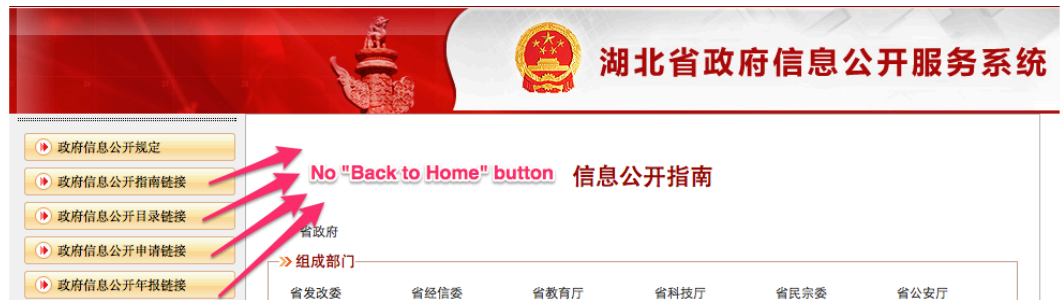 湖北省政府信息公开服务系统
政府信息公开规定
政府信息公开指南链接
政府信息公开目录链接
政府信息公开申请链接
政府信息公开年报链接
No "Back to Home" button
信息公开指南
省政府
组成部门
省发改委 省经信委 省教育厅 省科技厅 省民宗委 省公安厅